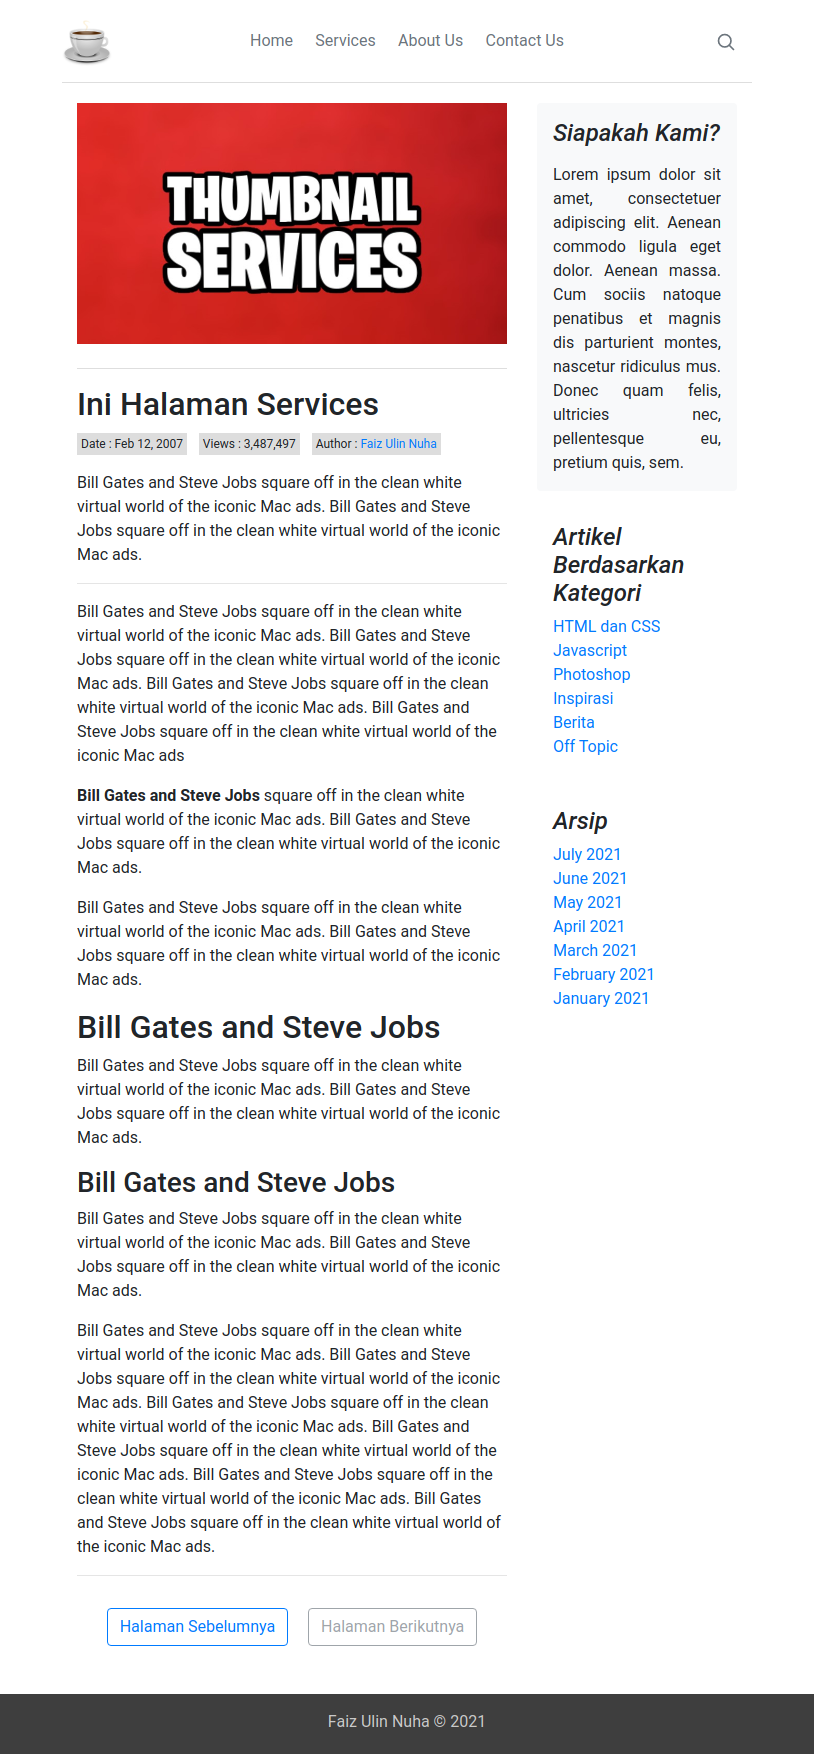 Home Services About Us Contact Us
THUMBNAIL
SERVICES
Ini Halaman Services
Date : Feb 12, 2007 Views : 3,487,497 Author : Faiz Ulin Nuha
Bill Gates and Steve Jobs square off in the clean white
virtual world of the iconic Mac ads. Bill Gates and Steve
Jobs square off in the clean white virtual world of the iconic
Mac ads.
Bill Gates and Steve Jobs square off in the clean white
virtual world of the iconic Mac ads. Bill Gates and Steve
Jobs square off in the clean white virtual world of the iconic
Mac ads. Bill Gates and Steve Jobs square off in the clean
white virtual world of the iconic Mac ads. Bill Gates and
Steve Jobs square off in the clean white virtual world of the
iconic Mac ads
Bill Gates and Steve Jobs square off in the clean white
virtual world of the iconic Mac ads. Bill Gates and Steve
Jobs square off in the clean white virtual world of the iconic
Mac ads.
Bill Gates and Steve Jobs square off in the clean white
virtual world of the iconic Mac ads. Bill Gates and Steve
Jobs square off in the clean white virtual world of the iconic
Mac ads.
Bill Gates and Steve Jobs
Bill Gates and Steve Jobs square off in the clean white
virtual world of the iconic Mac ads. Bill Gates and Steve
Jobs square off in the clean white virtual world of the iconic
Mac ads.
Bill Gates and Steve Jobs
Bill Gates and Steve Jobs square off in the clean white
virtual world of the iconic Mac ads. Bill Gates and Steve
Jobs square off in the clean white virtual world of the iconic
Mac ads.
Bill Gates and Steve Jobs square off in the clean white
virtual world of the iconic Mac ads. Bill Gates and Steve
Jobs square off in the clean white virtual world of the iconic
Mac ads. Bill Gates and Steve Jobs square off in the clean
white virtual world of the iconic Mac ads. Bill Gates and
Steve Jobs square off in the clean white virtual world of the
iconic Mac ads. Bill Gates and Steve Jobs square off in the
clean white virtual world of the iconic Mac ads. Bill Gates
and Steve Jobs square off in the clean white virtual world of
the iconic Mac ads.
Halaman Sebelumnya Halaman Berikutnya
Siapakah Kami?
Lorem ipsum dolor sit
amet, consectetuer
adipiscing elit. Aenean
commodo ligula eget
dolor. Aenean massa.
Cum sociis natoque
penatibus et magnis
dis parturient montes,
nascetur ridiculus mus.
Donec quam felis,
ultricies nec,
pellentesque eu,
pretium quis, sem.
Artikel
Berdasarkan
Kategori
HTML dan CSS
Javascript
Photoshop
Inspirasi
Berita
Off Topic
Arsip
July 2021
June 2021
May 2021
April 2021
March 2021
February 2021
January 2021
Faiz Ulin Nuha © 2021